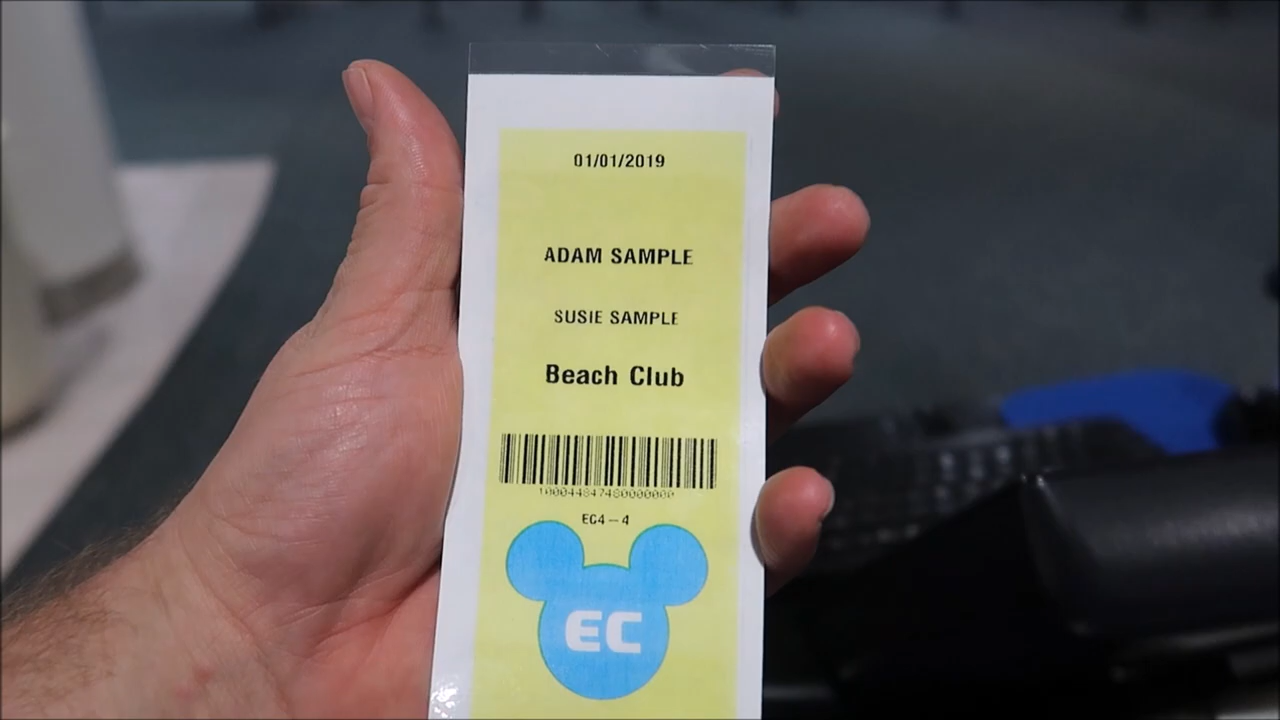 01/01/2019
ADAM SAMPLE
SUSIE SAMPLE
Beach Club
EC4-4
EC